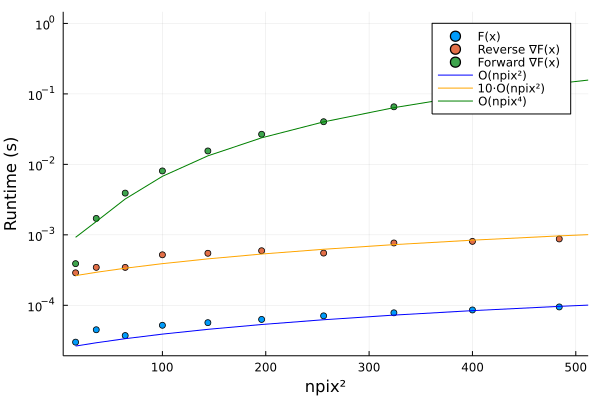 10⁰
F(x)
Reverse ∇F(x)
Forward ∇F(x)
O(npix²)
10·O(npix²)
O(npix⁴)
10⁻¹
10⁻²
10⁻³
10⁻⁴
Runtime (s)
100
200
300
400
500
npix²